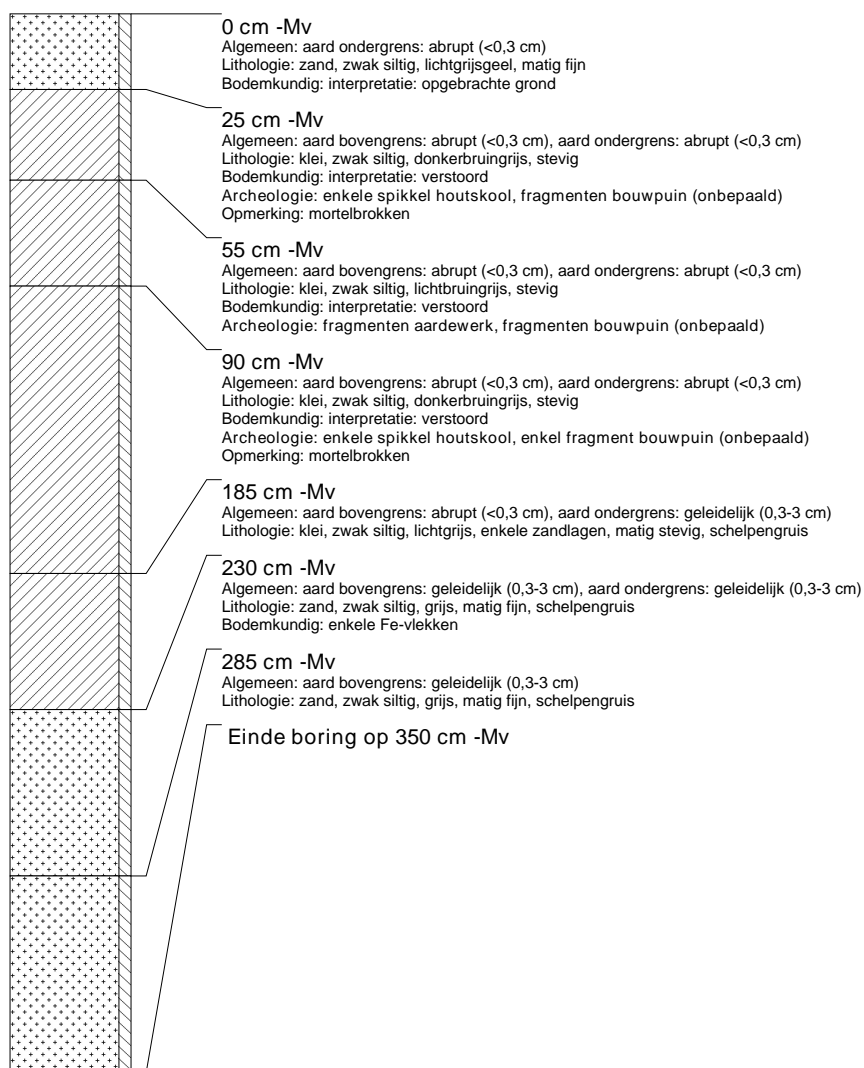 0 cm -Mv
Algemeen: aard ondergrens: abrupt (<0,3 cm)
Lithologie: zand, zwak siltig, lichtgrijsgeel, matig fijn
Bodemkundig: interpretatie: opgebrachte grond
25 cm -Mv
Algemeen: aard bovengrens: abrupt (<0,3 cm), aard ondergrens: abrupt (<0,3 cm)
Lithologie: klei, zwak siltig, donkerbruingrijs, stevig
Bodemkundig: interpretatie: verstoord
Archeologie: enkele spikkel houtskool, fragmenten bouwpuin (onbepaald)
Opmerking: mortelbrokken
55 cm -Mv
Algemeen: aard bovengrens: abrupt (<0,3 cm), aard ondergrens: abrupt (<0,3 cm)
Lithologie: klei, zwak siltig, lichtbruingrijs, stevig
Bodemkundig: interpretatie: verstoord
Archeologie: fragmenten aardewerk, fragmenten bouwpuin (onbepaald)
90 cm -Mv
Algemeen: aard bovengrens: abrupt (<0,3 cm), aard ondergrens: abrupt (<0,3 cm)
Lithologie: klei, zwak siltig, donkerbruingrijs, stevig
Bodemkundig: interpretatie: verstoord
Archeologie: enkele spikkel houtskool, enkel fragment bouwpuin (onbepaald)
Opmerking: mortelbrokken
185 cm -Mv
Algemeen: aard bovengrens: abrupt (<0,3 cm), aard ondergrens: geleidelijk (0,3-3 cm)
Lithologie: klei, zwak siltig, lichtgrijs, enkele zandlagen, matig stevig, schelpengruis
230 cm -Mv
Algemeen: aard bovengrens: geleidelijk (0,3-3 cm), aard ondergrens: geleidelijk (0,3-3 cm)
Lithologie: zand, zwak siltig, grijs, matig fijn, schelpengruis
Bodemkundig: enkele Fe-vlekken
285 cm -Mv
Algemeen: aard bovengrens: geleidelijk (0,3-3 cm)
Lithologie: zand, zwak siltig, grijs, matig fijn, schelpengruis
Einde boring op 350 cm -Mv